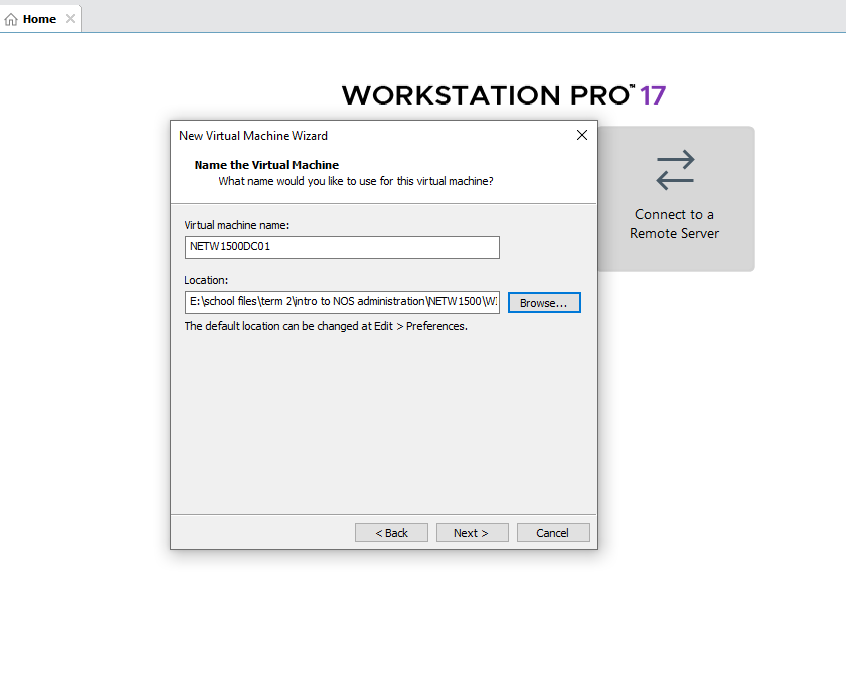 Home
WORKSTATION PRO™ 17
New Virtual Machine Wizard
Name the Virtual Machine
What name would you like to use for this virtual machine?
Connect to a
Remote Server
Virtual machine name:
NETW1500DC01
Location:
E:\school files\term 2\intro to NOS administration\NETW1500\W
Browse...
The default location can be changed at Edit > Preferences.
< Back
Next >
Cancel